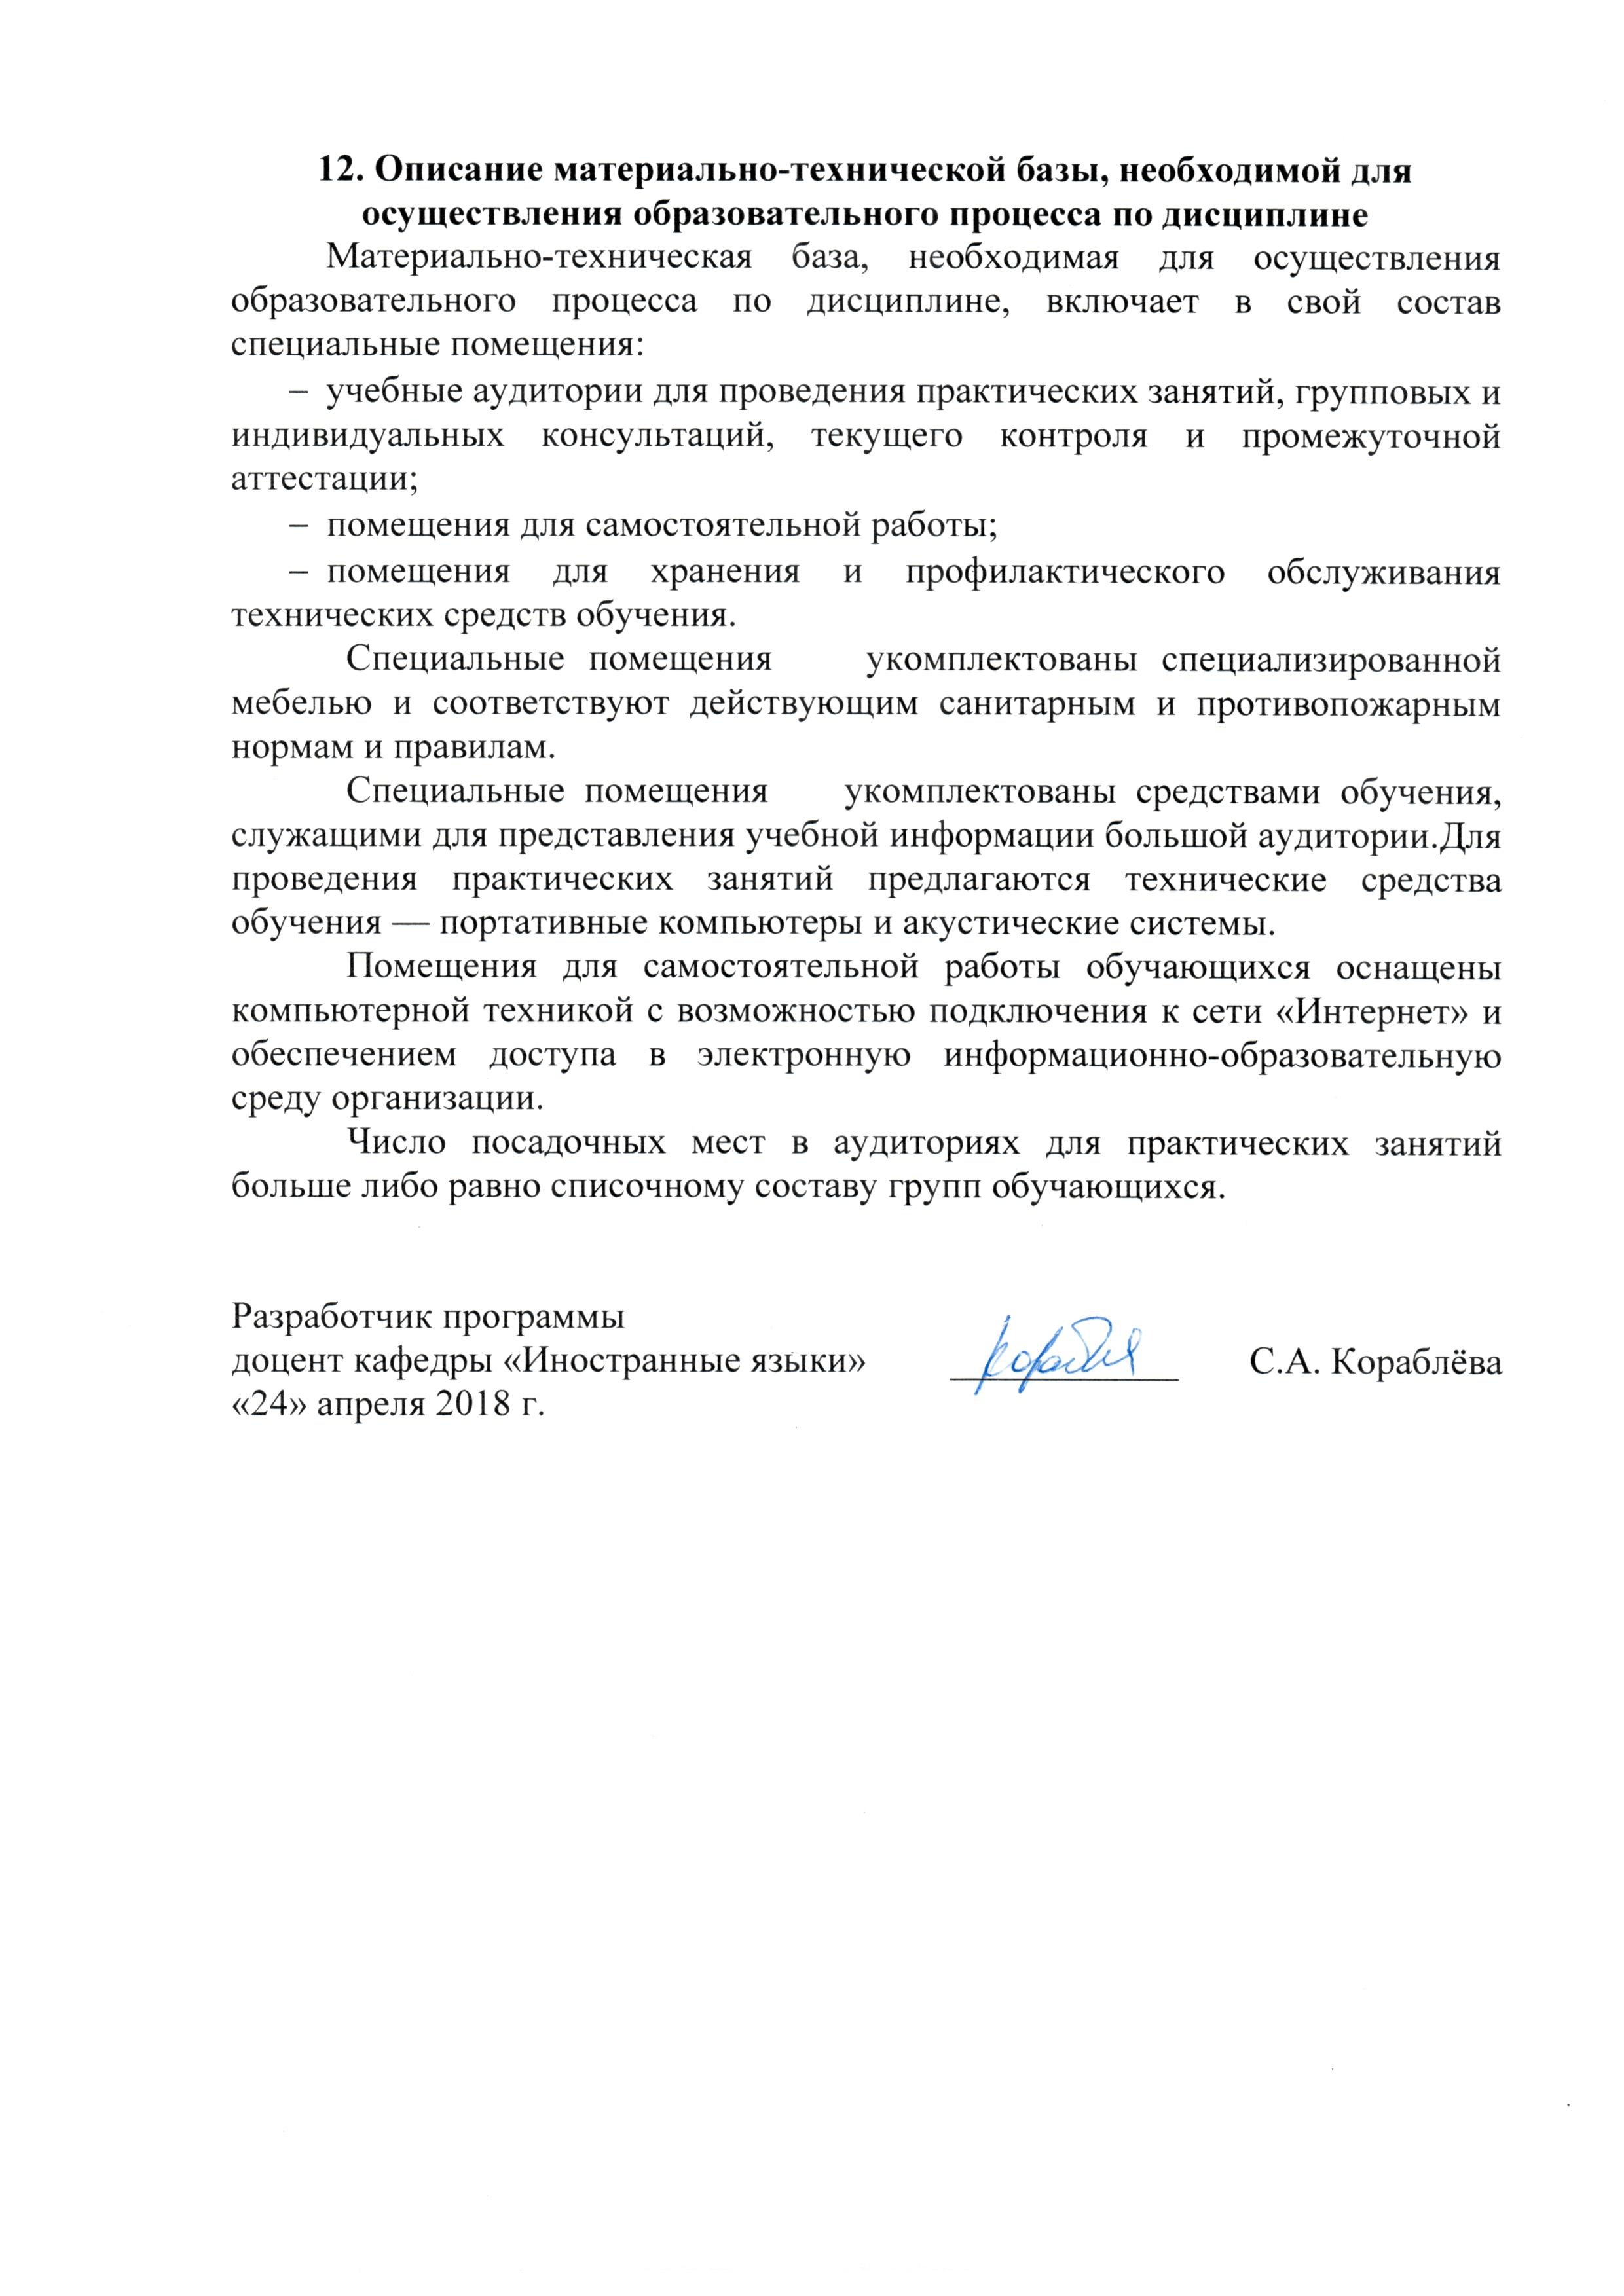 12. Описание материально-технической базы, необходимой для
осуществления образовательного процесса по дисциплине
Материально-техническая база, необходимая для осуществления
образовательного процесса по дисциплине, включает в свой состав
специальные помещения:
– учебные аудитории для проведения практических занятий, групповых и
индивидуальных консультаций, текущего контроля и промежуточной
аттестации;
– помещения для самостоятельной работы;
– помещения для хранения и профилактического обслуживания
технических средств обучения.
Специальные помещения укомплектованы специализированной
мебелью и соответствуют действующим санитарным и противопожарным
нормам и правилам.
Специальные помещения укомплектованы средствами обучения,
служащими для представления учебной информации большой аудитории.Для
проведения практических занятий предлагаются технические средства
обучения — портативные компьютеры и акустические системы.
Помещения для самостоятельной работы обучающихся оснащены
компьютерной техникой с возможностью подключения к сети «Интернет» и
обеспечением доступа в электронную информационно-образовательную
среду организации.
Число посадочных мест в аудиториях для практических занятий
больше либо равно списочному составу групп обучающихся.
Разработчик программы
доцент кафедры «Иностранные языки» С.А. Кораблёва
«24» апреля 2018 г.